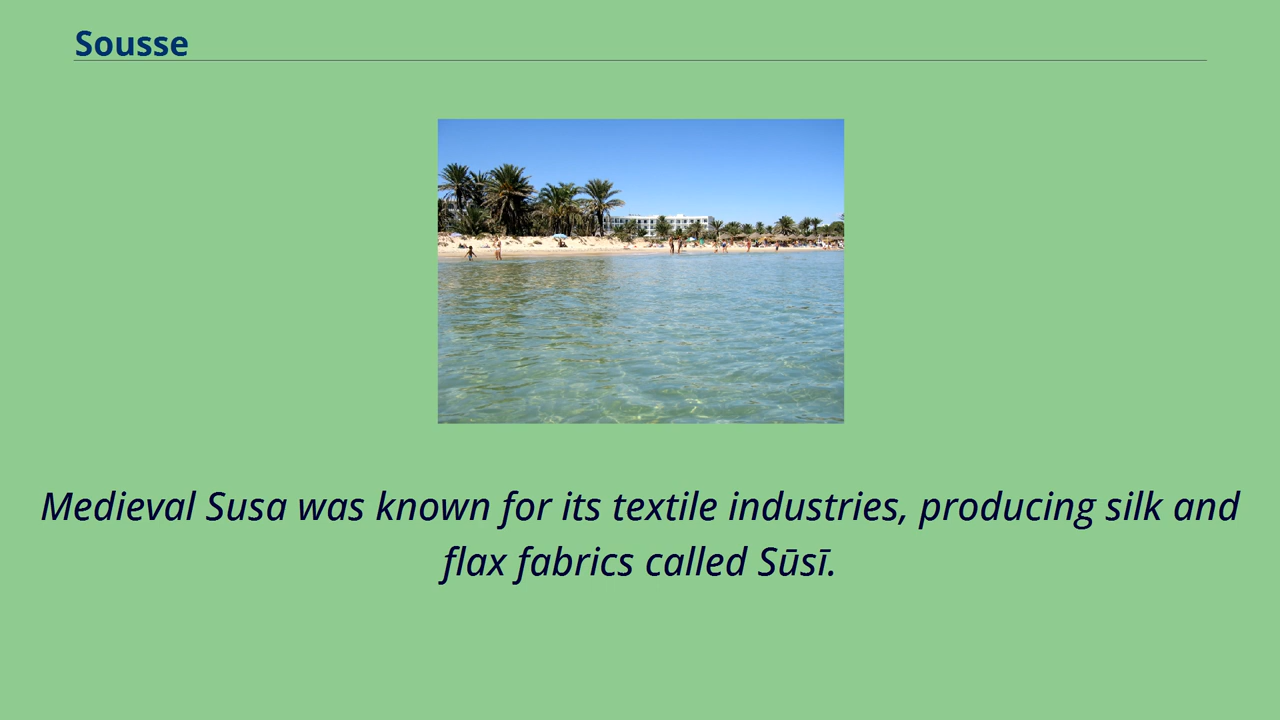 Sousse
Medieval Susa was known for its textile industries, producing silk and
flax fabrics called Sūsī.